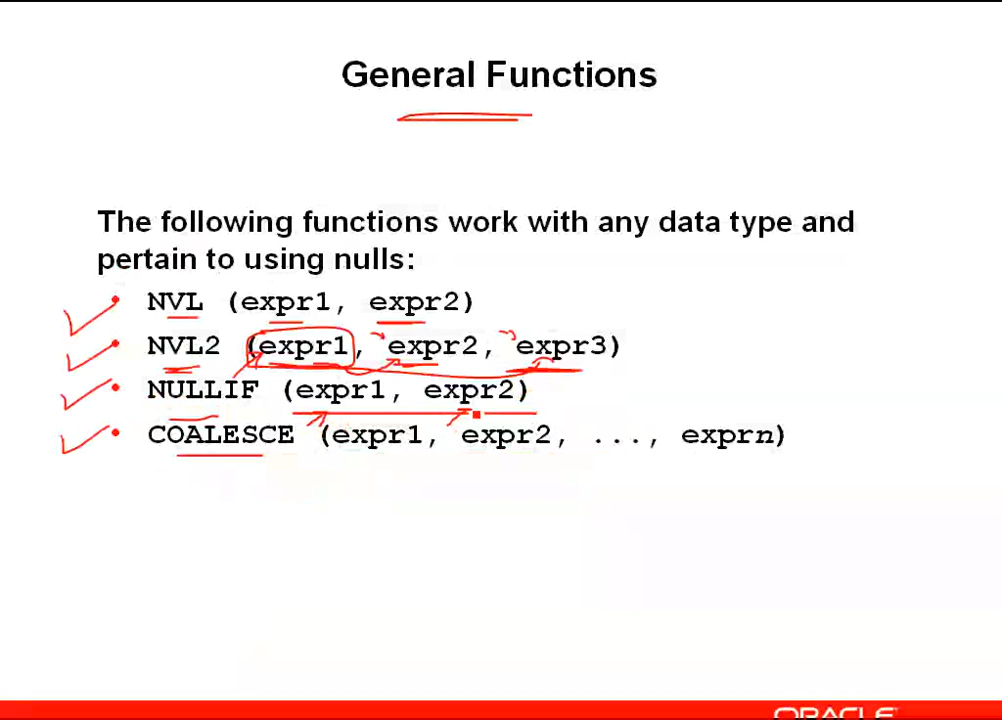 General Functions
The following functions work with any data type and
pertain to using nulls:
• NVL (expr1, expr2)
• NVL2 (expr1, expr2, expr3)
• NULLIF (expr1, expr2)
• COALESCE (expr1, expr2, ..., exprn)
ORACLE